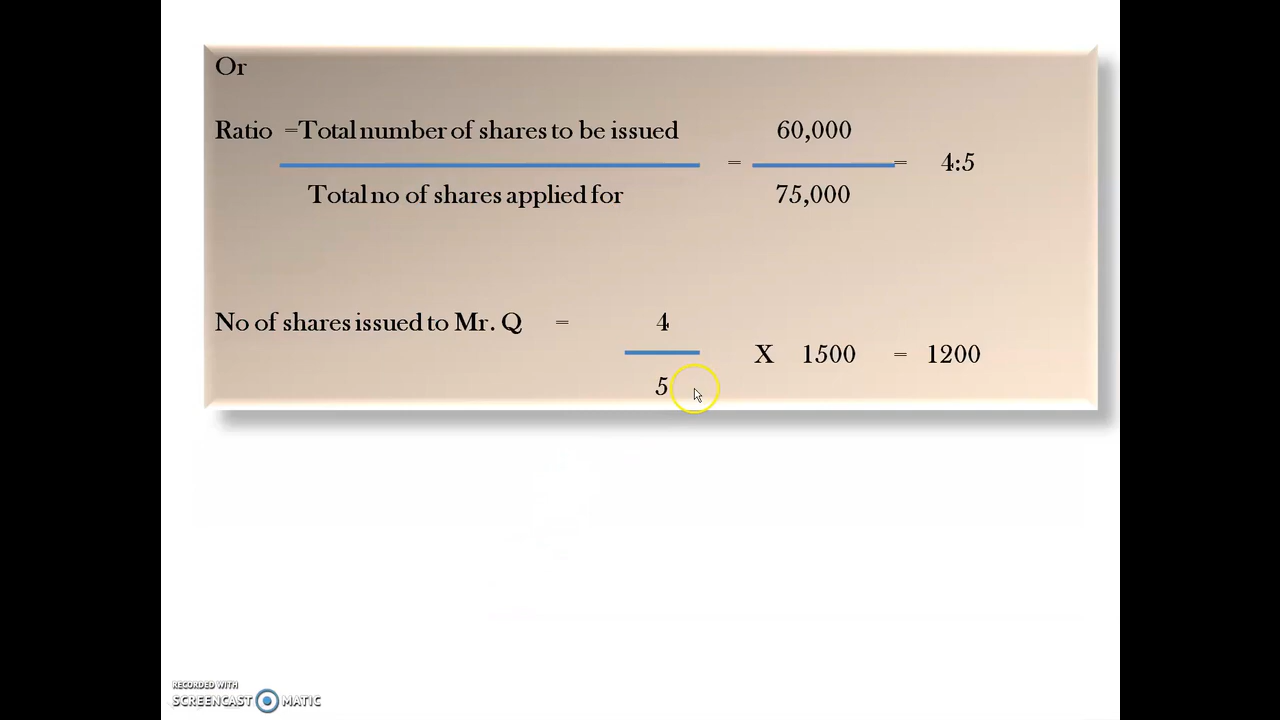 Or
Ratio =Total number of shares to be issued 60,000
= = 4:5
Total no of shares applied for 75,000
No of shares issued to Mr. Q = 4
X 1500 = 1200
5
RECORDED WITH
SCREENCAST MATIC